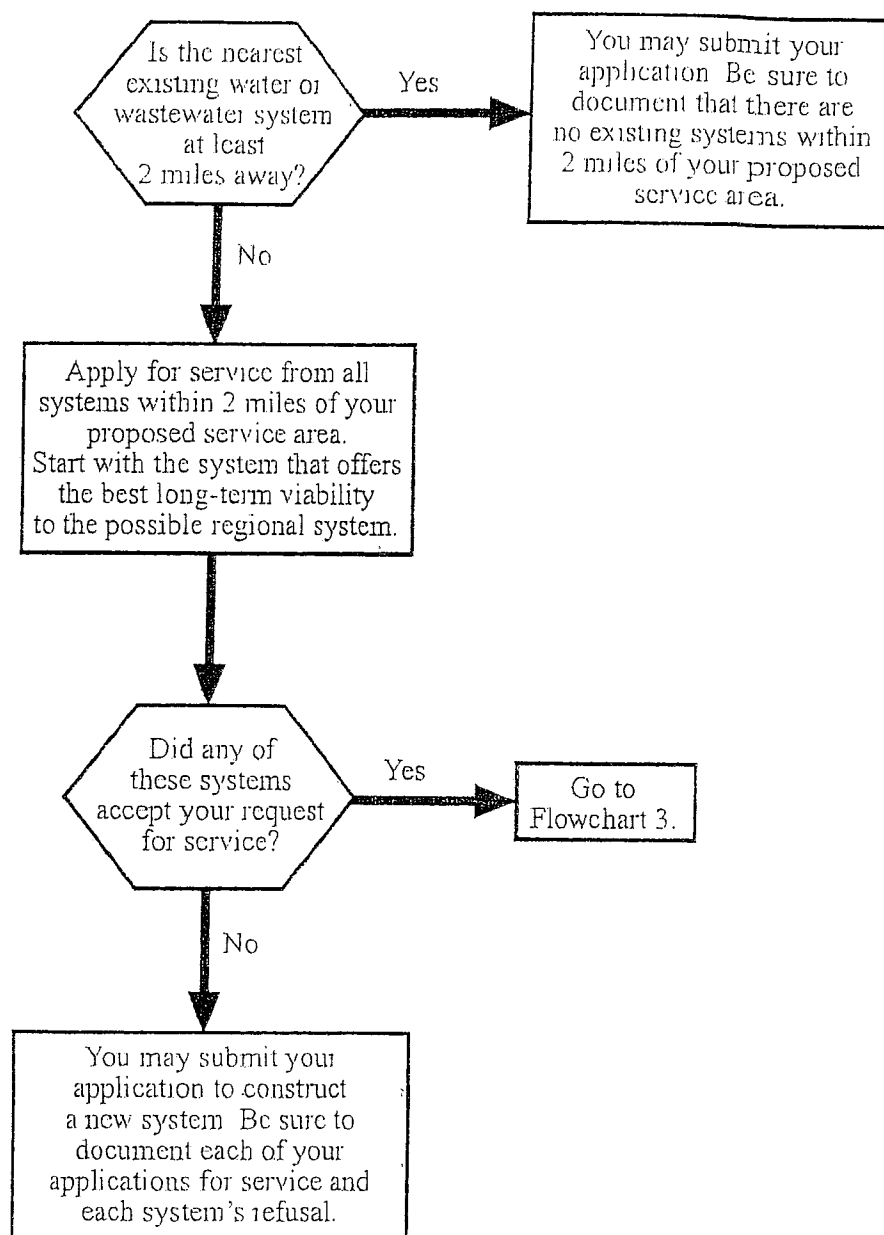 Is the nearest
existing water or
wastewater system
at least
2 miles away?
Yes
You may submit your
application Be sure to
document that there are
no existing systems within
2 miles of your proposed
service area.
No
Apply for service from all
systems within 2 miles of your
proposed service area.
Start with the system that offers
the best long-term viability
to the possible regional system.
Did any of
these systems
accept your request
for service?
Yes
Go to
Flowchart 3.
No
You may submit your
application to construct
a new system Be sure to
document each of your
applications for service and
each system's refusal.